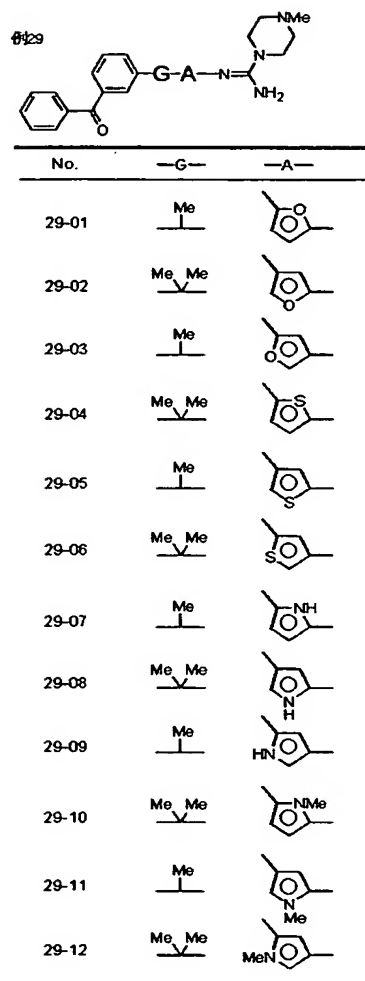 例29
NMe
N
G-A-N
NH2
O
No. —G— —A—
29-01 Me O
29-02 Me Me O
29-03 Me O
29-04 Me Me S
29-05 Me S
29-06 Me Me S
29-07 Me NH
29-08 Me Me N
H
29-09 Me HN
29-10 Me Me NMe
29-11 Me N
Me
29-12 Me Me MeN